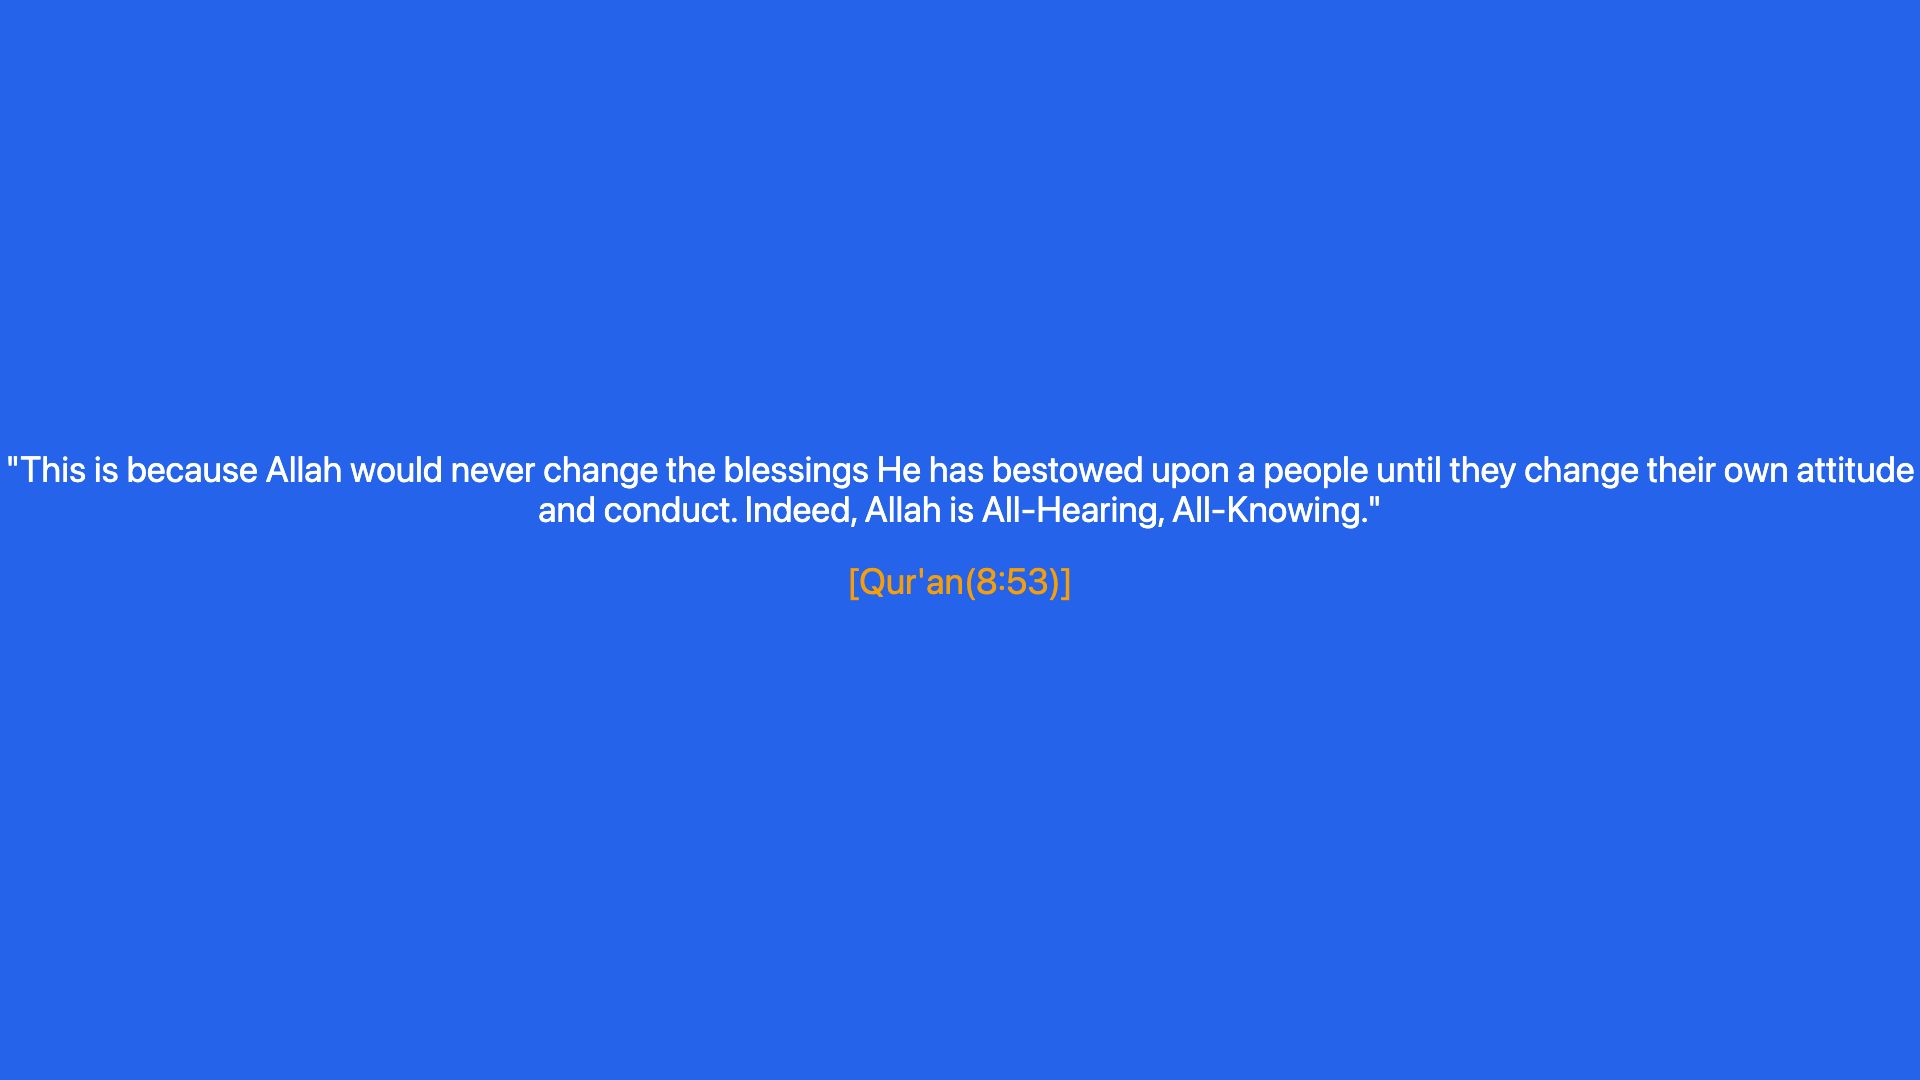 "This is because Allah would never change the blessings He has bestowed upon a people until they change their own attitude
and conduct. Indeed, Allah is All-Hearing, All-Knowing."
[Qur'an(8:53)]